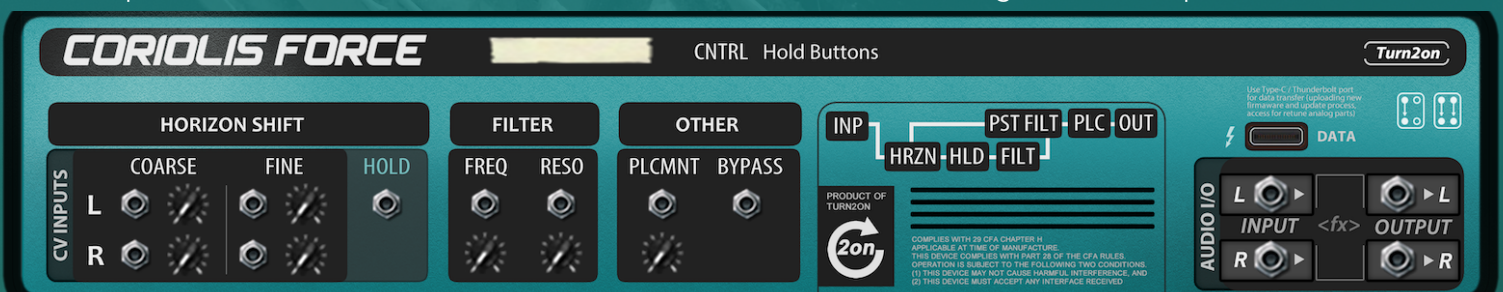 CORIOLIS FORCE
CNTRL Hold Buttons
Turn2on
HORIZON SHIFT
FILTER
OTHER
CV INPUTS
COARSE FINE HOLD
L
R
FREQ RESO
PLCMNT BYPASS
INP PST FILT PLC OUT
HRZN HLD FILT
PRODUCT OF
TURN2ON
2on
COMPLIES WITH 29 CFA CHAPTER H
APPLICABLE AT TIME OF MANUFACTURE.
THIS DEVICE COMPLIES WITH PART 28 OF THE CFA RULES.
OPERATION IS SUBJECT TO THE FOLLOWING TWO CONDITIONS.
(1) THIS DEVICE MAY NOT CAUSE HARMFUL INTERFERENCE, AND
(2) THIS DEVICE MUST ACCEPT ANY INTERFACE RECEIVED
Use Type-C / Thunderbolt port
for data transfer (uploading new
firmaware and update process,
access for retune analog parts)
DATA
AUDIO I/O
L L
INPUT <fx> OUTPUT
R R